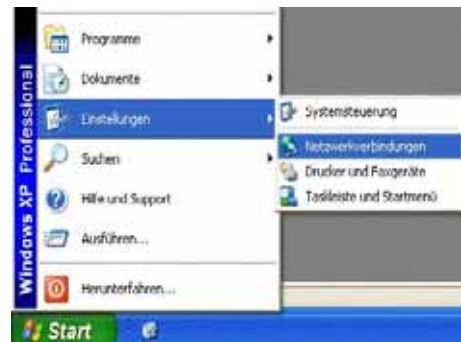 Programme
Dokumente
Einstellungen
Suchen
Hilfe und Support
Ausführen...
Herunterfahren...
Systemsteuerung
Netzwerkverbindungen
Drucker und Faxgeräte
Taskleiste und Startmenü
Windows XP Professional
Start